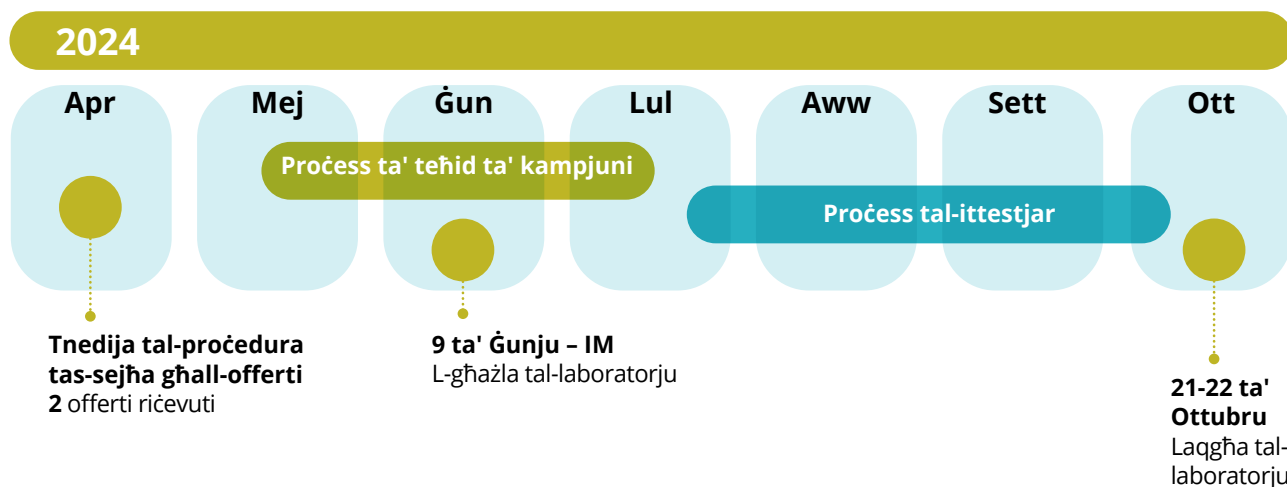 2024
Apr
Mej
Ġun
Lul
Aww
Sett
Ott
Proċess ta' teħid ta' kampjuni
Proċess tal-ittestjar
Tnedija tal-proċedura
tas-sejħa għall-offerti
2 offerti riċevuti
9 ta' Ġunju – IM
L-għażla tal-laboratorju
21-22 ta'
Ottubru
Laqgħa tal-
laboratorju